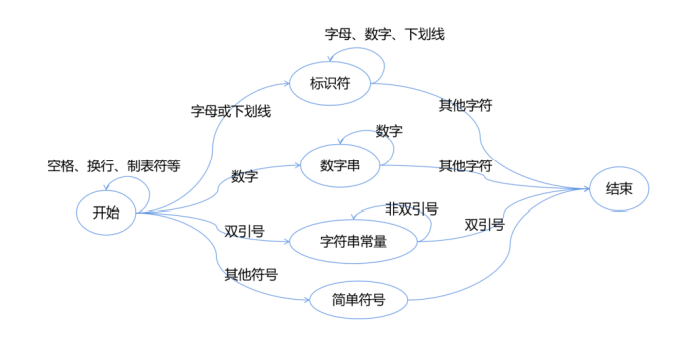 字母、数字、下划线
标识符
字母或下划线
其他字符
数字
空格、换行、制表符等
数字串
其他字符
数字
结束
开始
非双引号
双引号
双引号
字符串常量
其他符号
简单符号